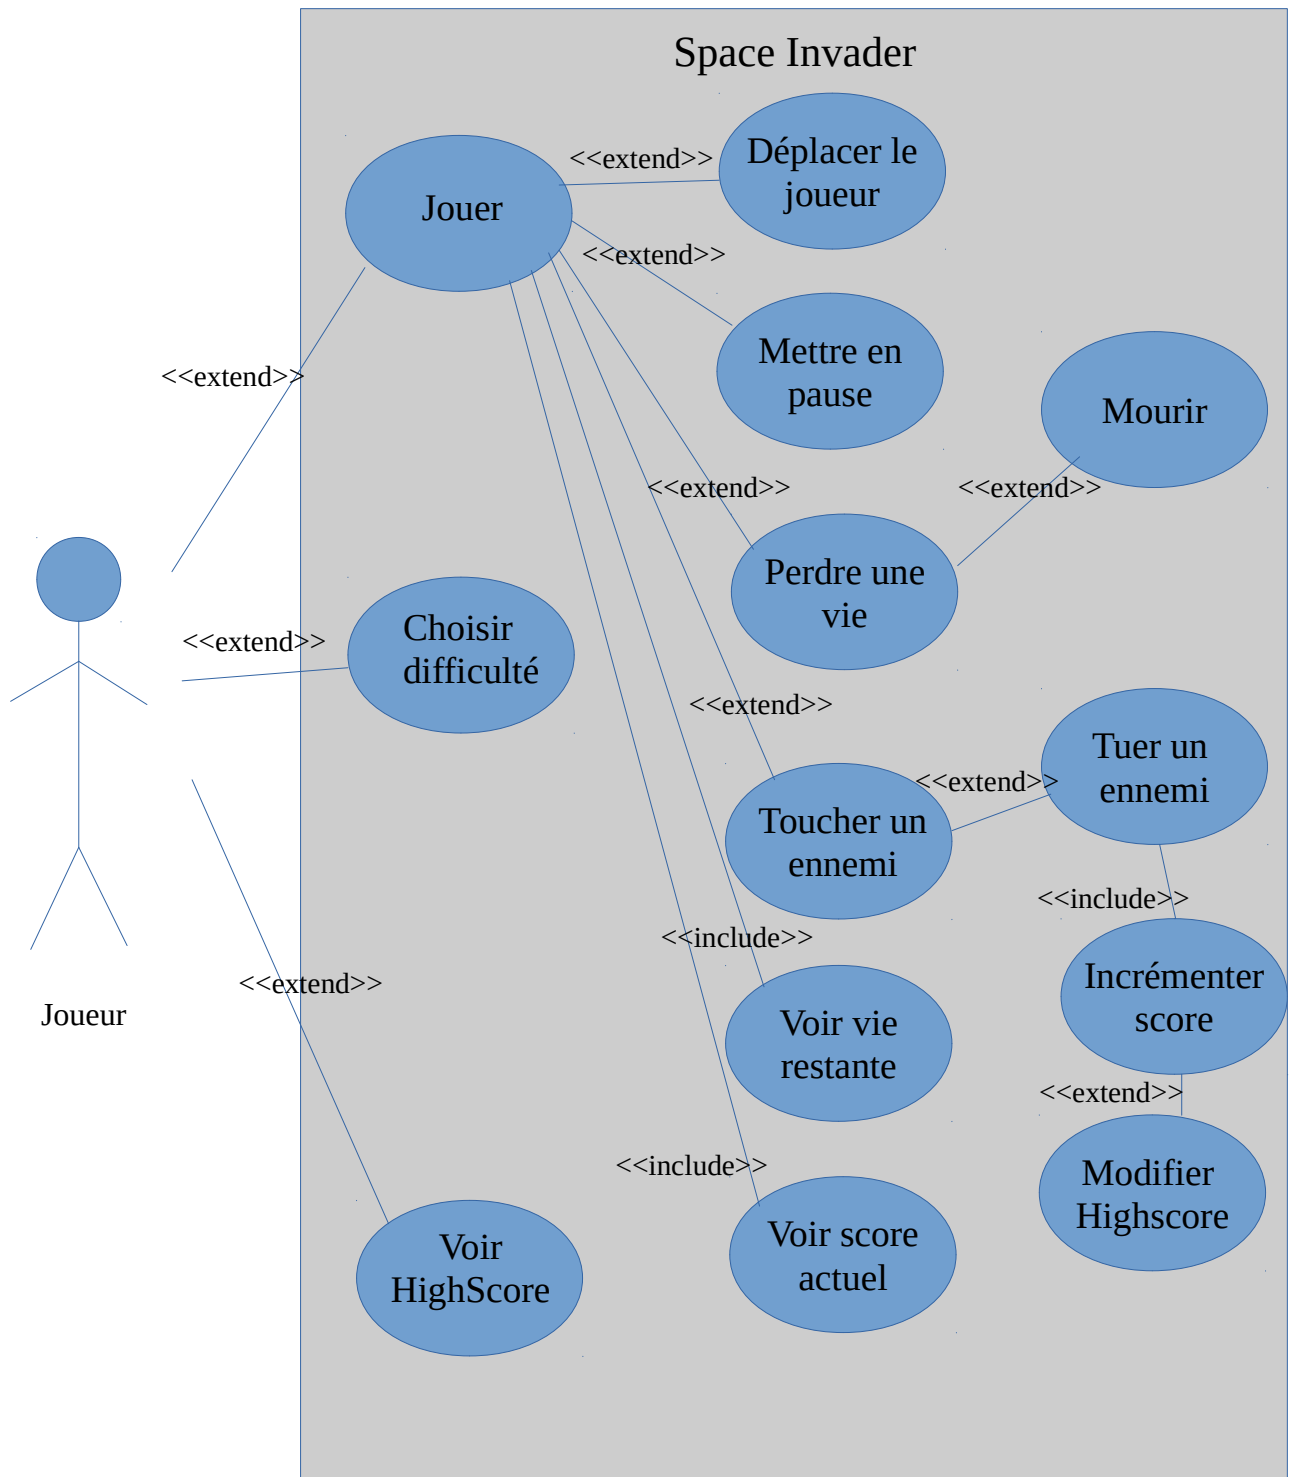 Space Invader
Déplacer le
joueur
<<extend>>
Jouer
<<extend>>
Mettre en
pause
Mourir
<<extend>>
<<extend>>
<<extend>>
Perdre une
vie
Choisir
difficulté
<<extend>>
<<extend>>
Tuer un
ennemi
<<extend>>
Toucher un
ennemi
<<include>>
<<include>>
Incrémenter
score
<<extend>>
Joueur
Voir vie
restante
<<extend>>
<<include>>
Modifier
Highscore
Voir score
actuel
Voir
HighScore